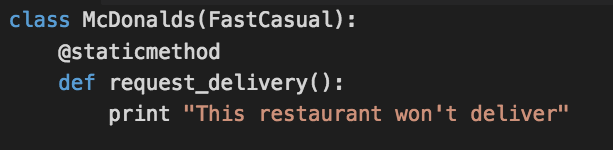 class McDonalds(FastCasual):
    @staticmethod
    def request_delivery():
        print "This restaurant won't deliver"